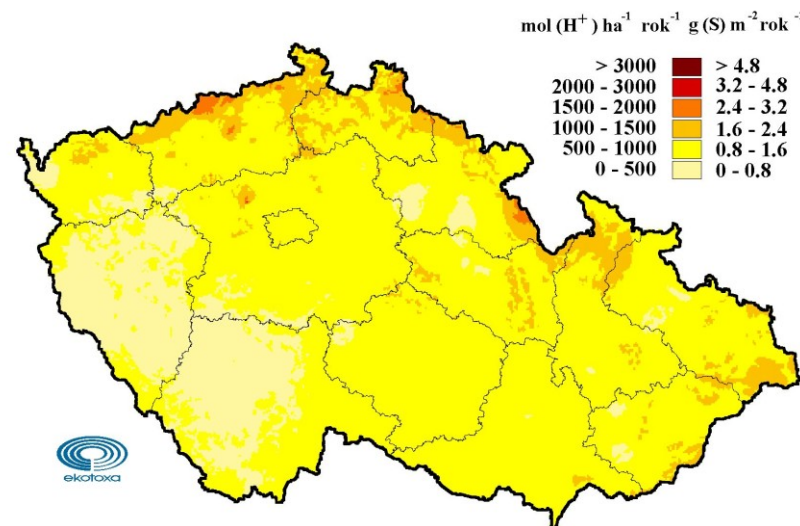 mol (H⁺) ha⁻¹ rok⁻¹ g (S) m⁻² rok⁻
> 3000 > 4.8
2000 - 3000 3.2 - 4.8
1500 - 2000 2.4 - 3.2
1000 - 1500 1.6 - 2.4
500 - 1000 0.8 - 1.6
0 - 500 0 - 0.8
ekotoxa